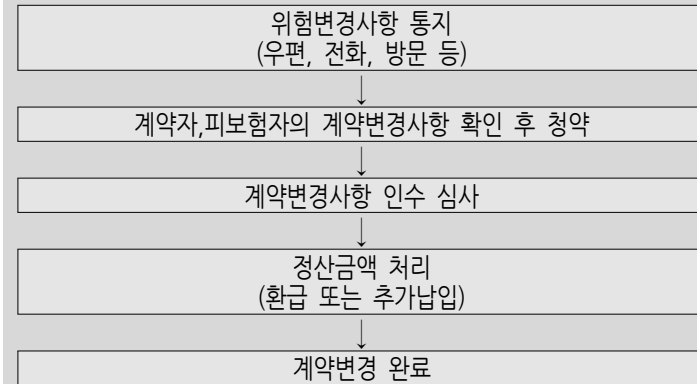 위험변경사항 통지
(우편, 전화, 방문 등)
↓
계약자,피보험자의 계약변경사항 확인 후 청약
↓
계약변경사항 인수 심사
↓
정산금액 처리
(환급 또는 추가납입)
↓
계약변경 완료